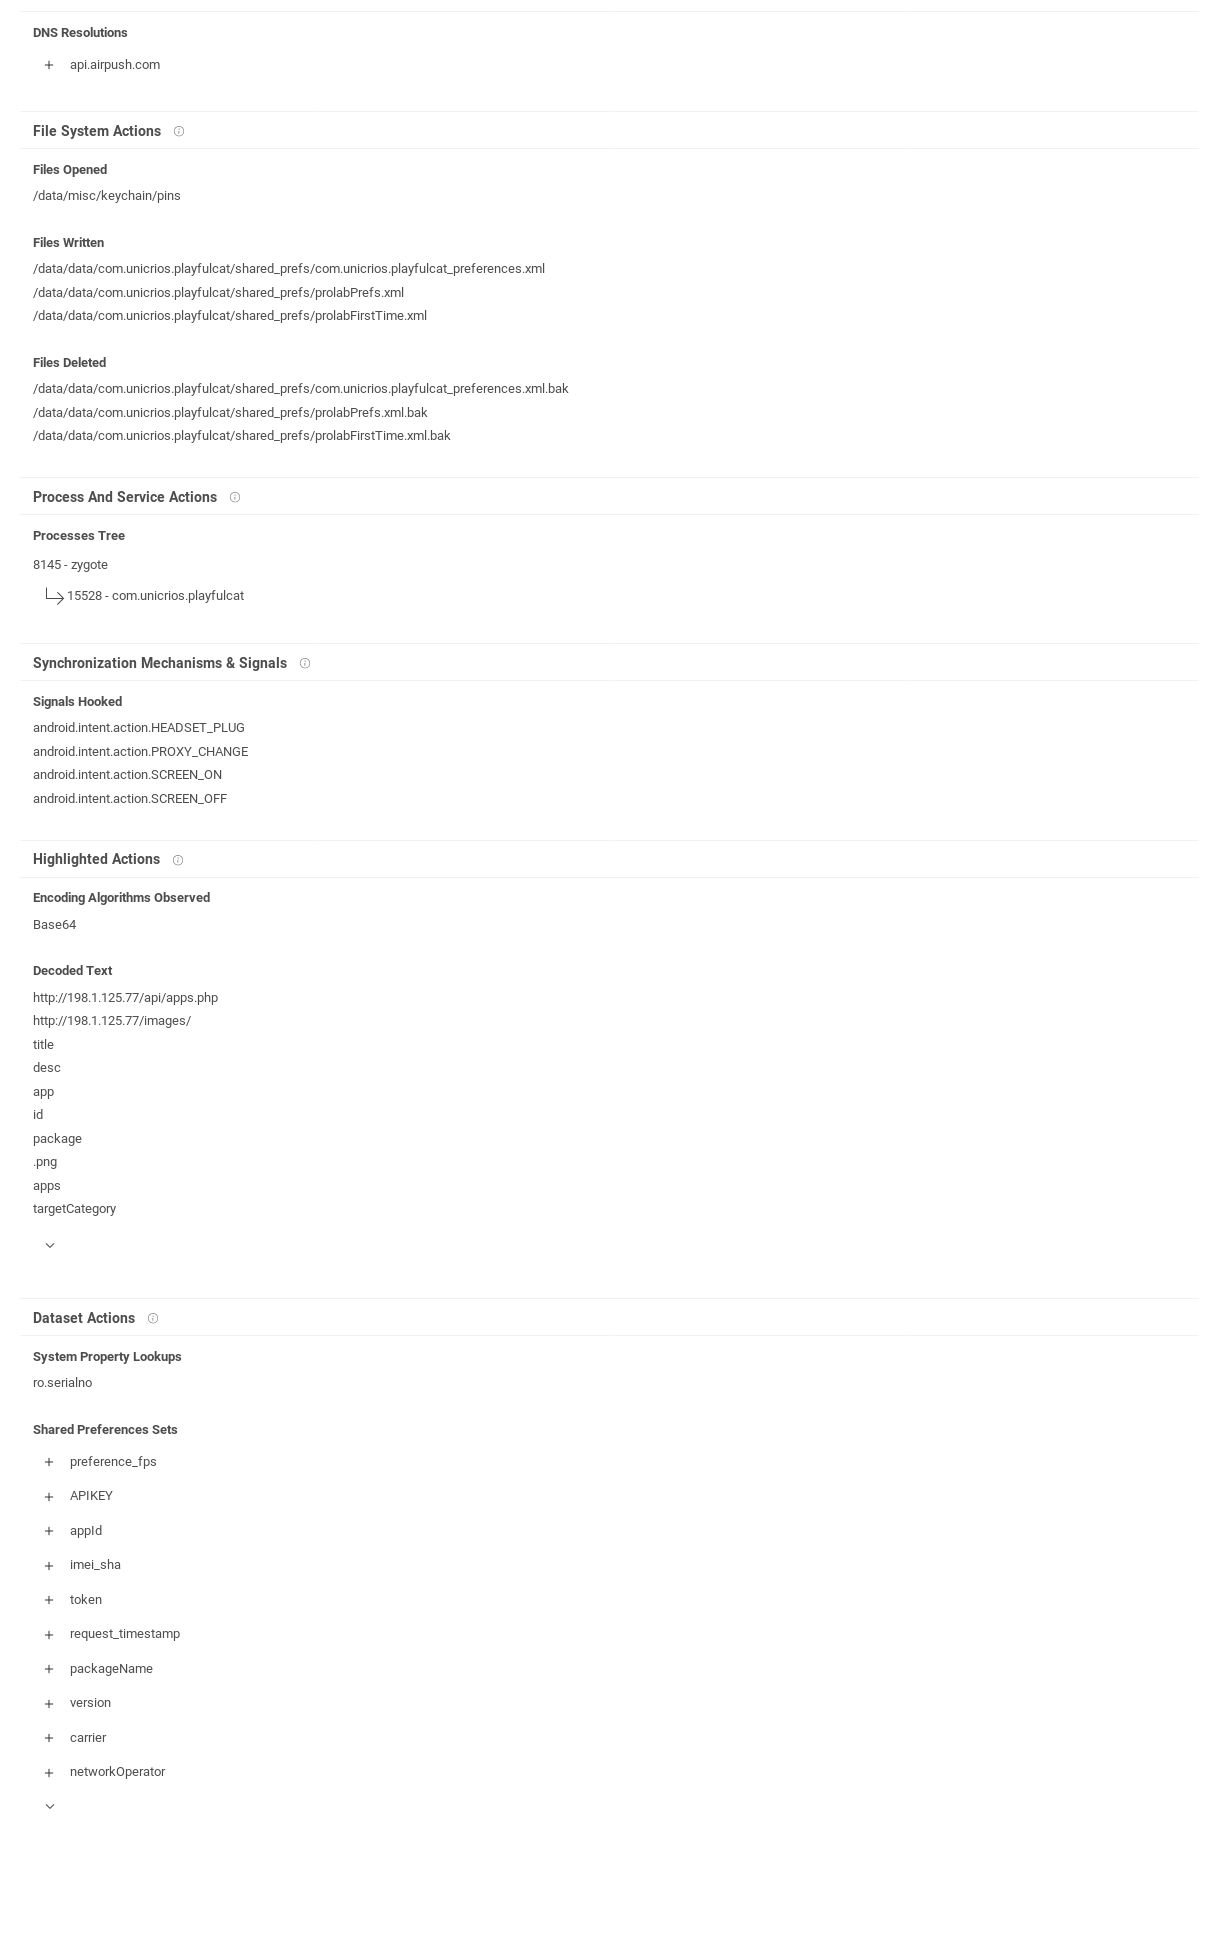 DNS Resolutions
+ api.airpush.com
File System Actions
Files Opened
/data/misc/keychain/pins
Files Written
/data/data/com.unicrios.playfulcat/shared_prefs/com.unicrios.playfulcat_preferences.xml
/data/data/com.unicrios.playfulcat/shared_prefs/prolabPrefs.xml
/data/data/com.unicrios.playfulcat/shared_prefs/prolabFirstTime.xml
Files Deleted
/data/data/com.unicrios.playfulcat/shared_prefs/com.unicrios.playfulcat_preferences.xml.bak
/data/data/com.unicrios.playfulcat/shared_prefs/prolabPrefs.xml.bak
/data/data/com.unicrios.playfulcat/shared_prefs/prolabFirstTime.xml.bak
Process And Service Actions
Processes Tree
8145 - zygote
15528 - com.unicrios.playfulcat
Synchronization Mechanisms & Signals
Signals Hooked
android.intent.action.HEADSET_PLUG
android.intent.action.PROXY_CHANGE
android.intent.action.SCREEN_ON
android.intent.action.SCREEN_OFF
Highlighted Actions
Encoding Algorithms Observed
Base64
Decoded Text
http://198.1.125.77/api/apps.php
http://198.1.125.77/images/
title
desc
app
id
package
.png
apps
targetCategory
Dataset Actions
System Property Lookups
ro.serialno
Shared Preferences Sets
+ preference_fps
+ APIKEY
+ appId
+ imei_sha
+ token
+ request_timestamp
+ packageName
+ version
+ carrier
+ networkOperator